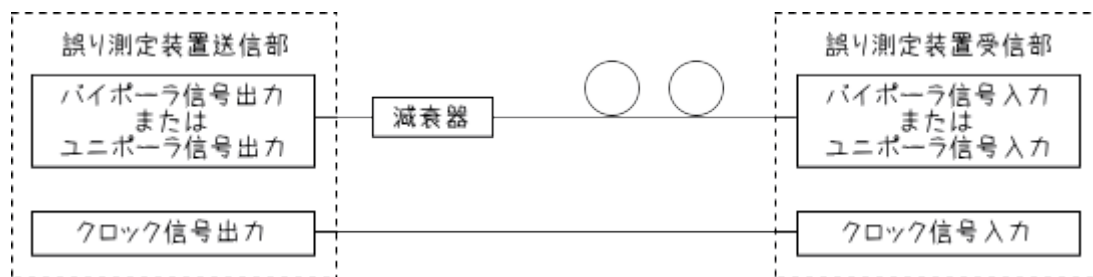 誤り測定装置送信部
バイポーラ信号出力
または
ユニポーラ信号出力
減衰器
クロック信号出力
誤り測定装置受信部
バイポーラ信号入力
または
ユニポーラ信号入力
クロック信号入力